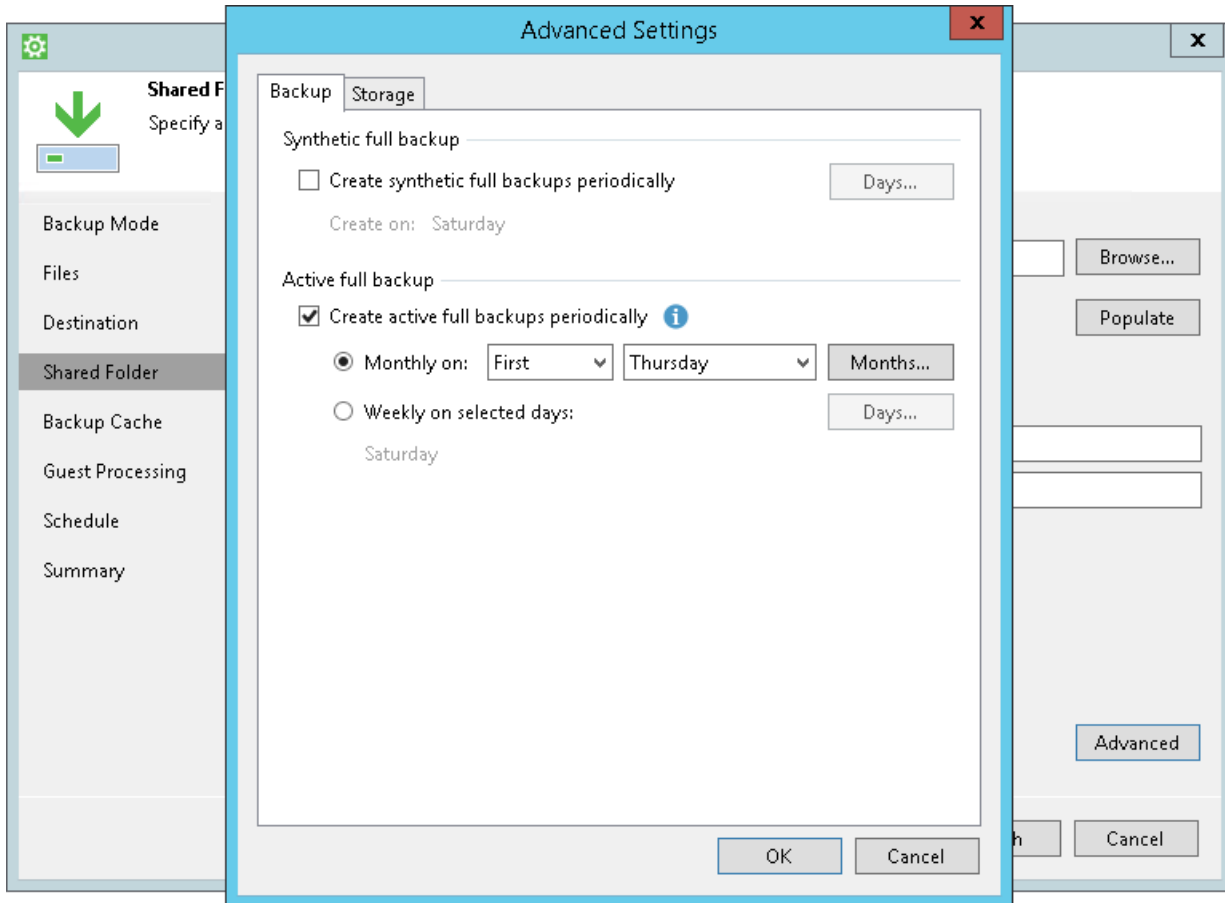 Advanced Settings
x
x
Shared F
Specify a
Backup Mode
Files
Destination
Shared Folder
Backup Cache
Guest Processing
Schedule
Summary
Backup
Storage
Synthetic full backup
Create synthetic full backups periodically
Days...
Create on: Saturday
Active full backup
Create active full backups periodically
i
Monthly on:
First
Thursday
Months...
Weekly on selected days:
Days...
Saturday
OK
Cancel
Browse...
Populate
Advanced
h
Cancel